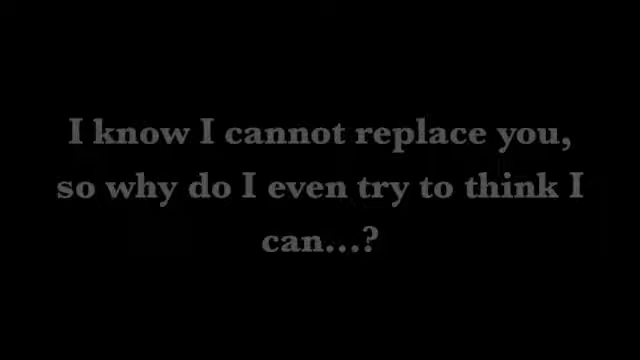 I know I cannot replace you,
so why do I even try to think I
can...?